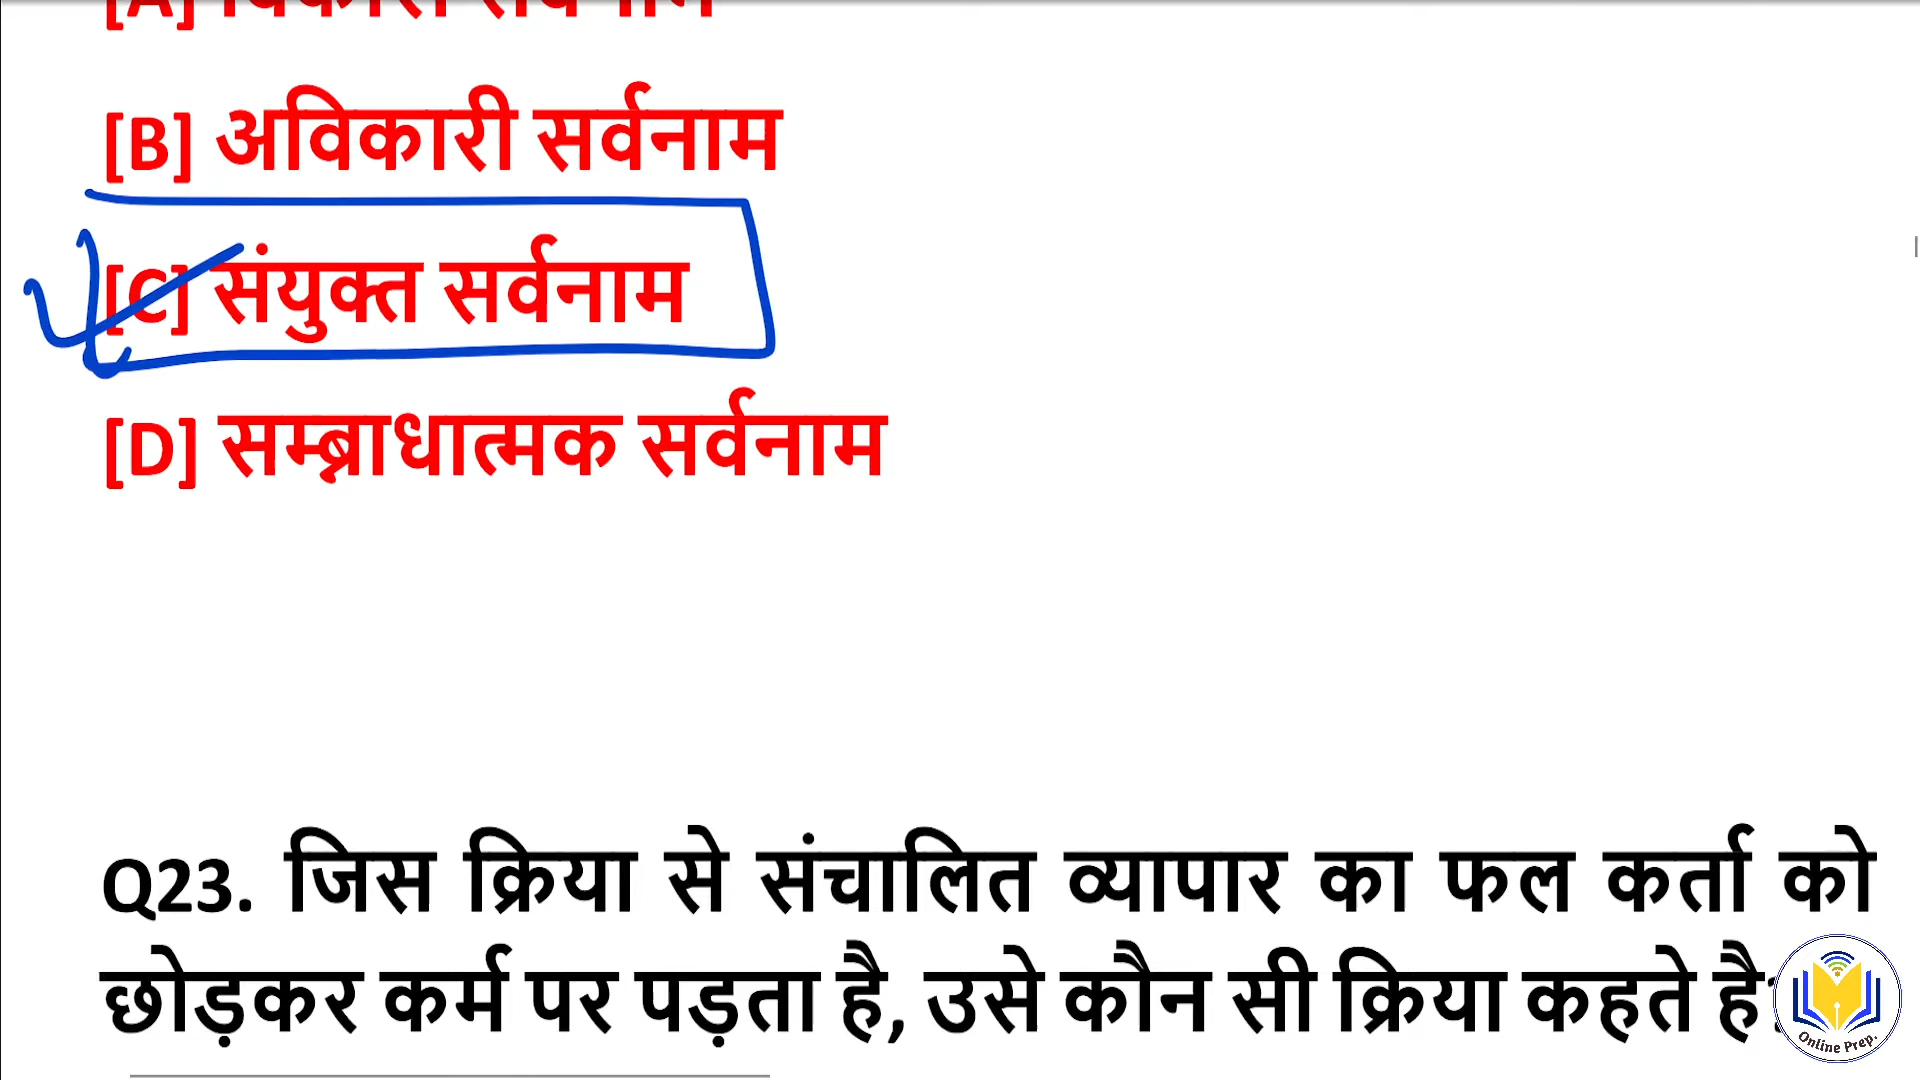 [B] अविकारी सर्वनाम
[C] संयुक्त सर्वनाम
[D] सम्ब्राधात्मक सर्वनाम
Q23. जिस क्रिया से संचालित व्यापार का फल कर्ता को
छोड़कर कर्म पर पड़ता है, उसे कौन सी क्रिया कहते है?
Online Prep.